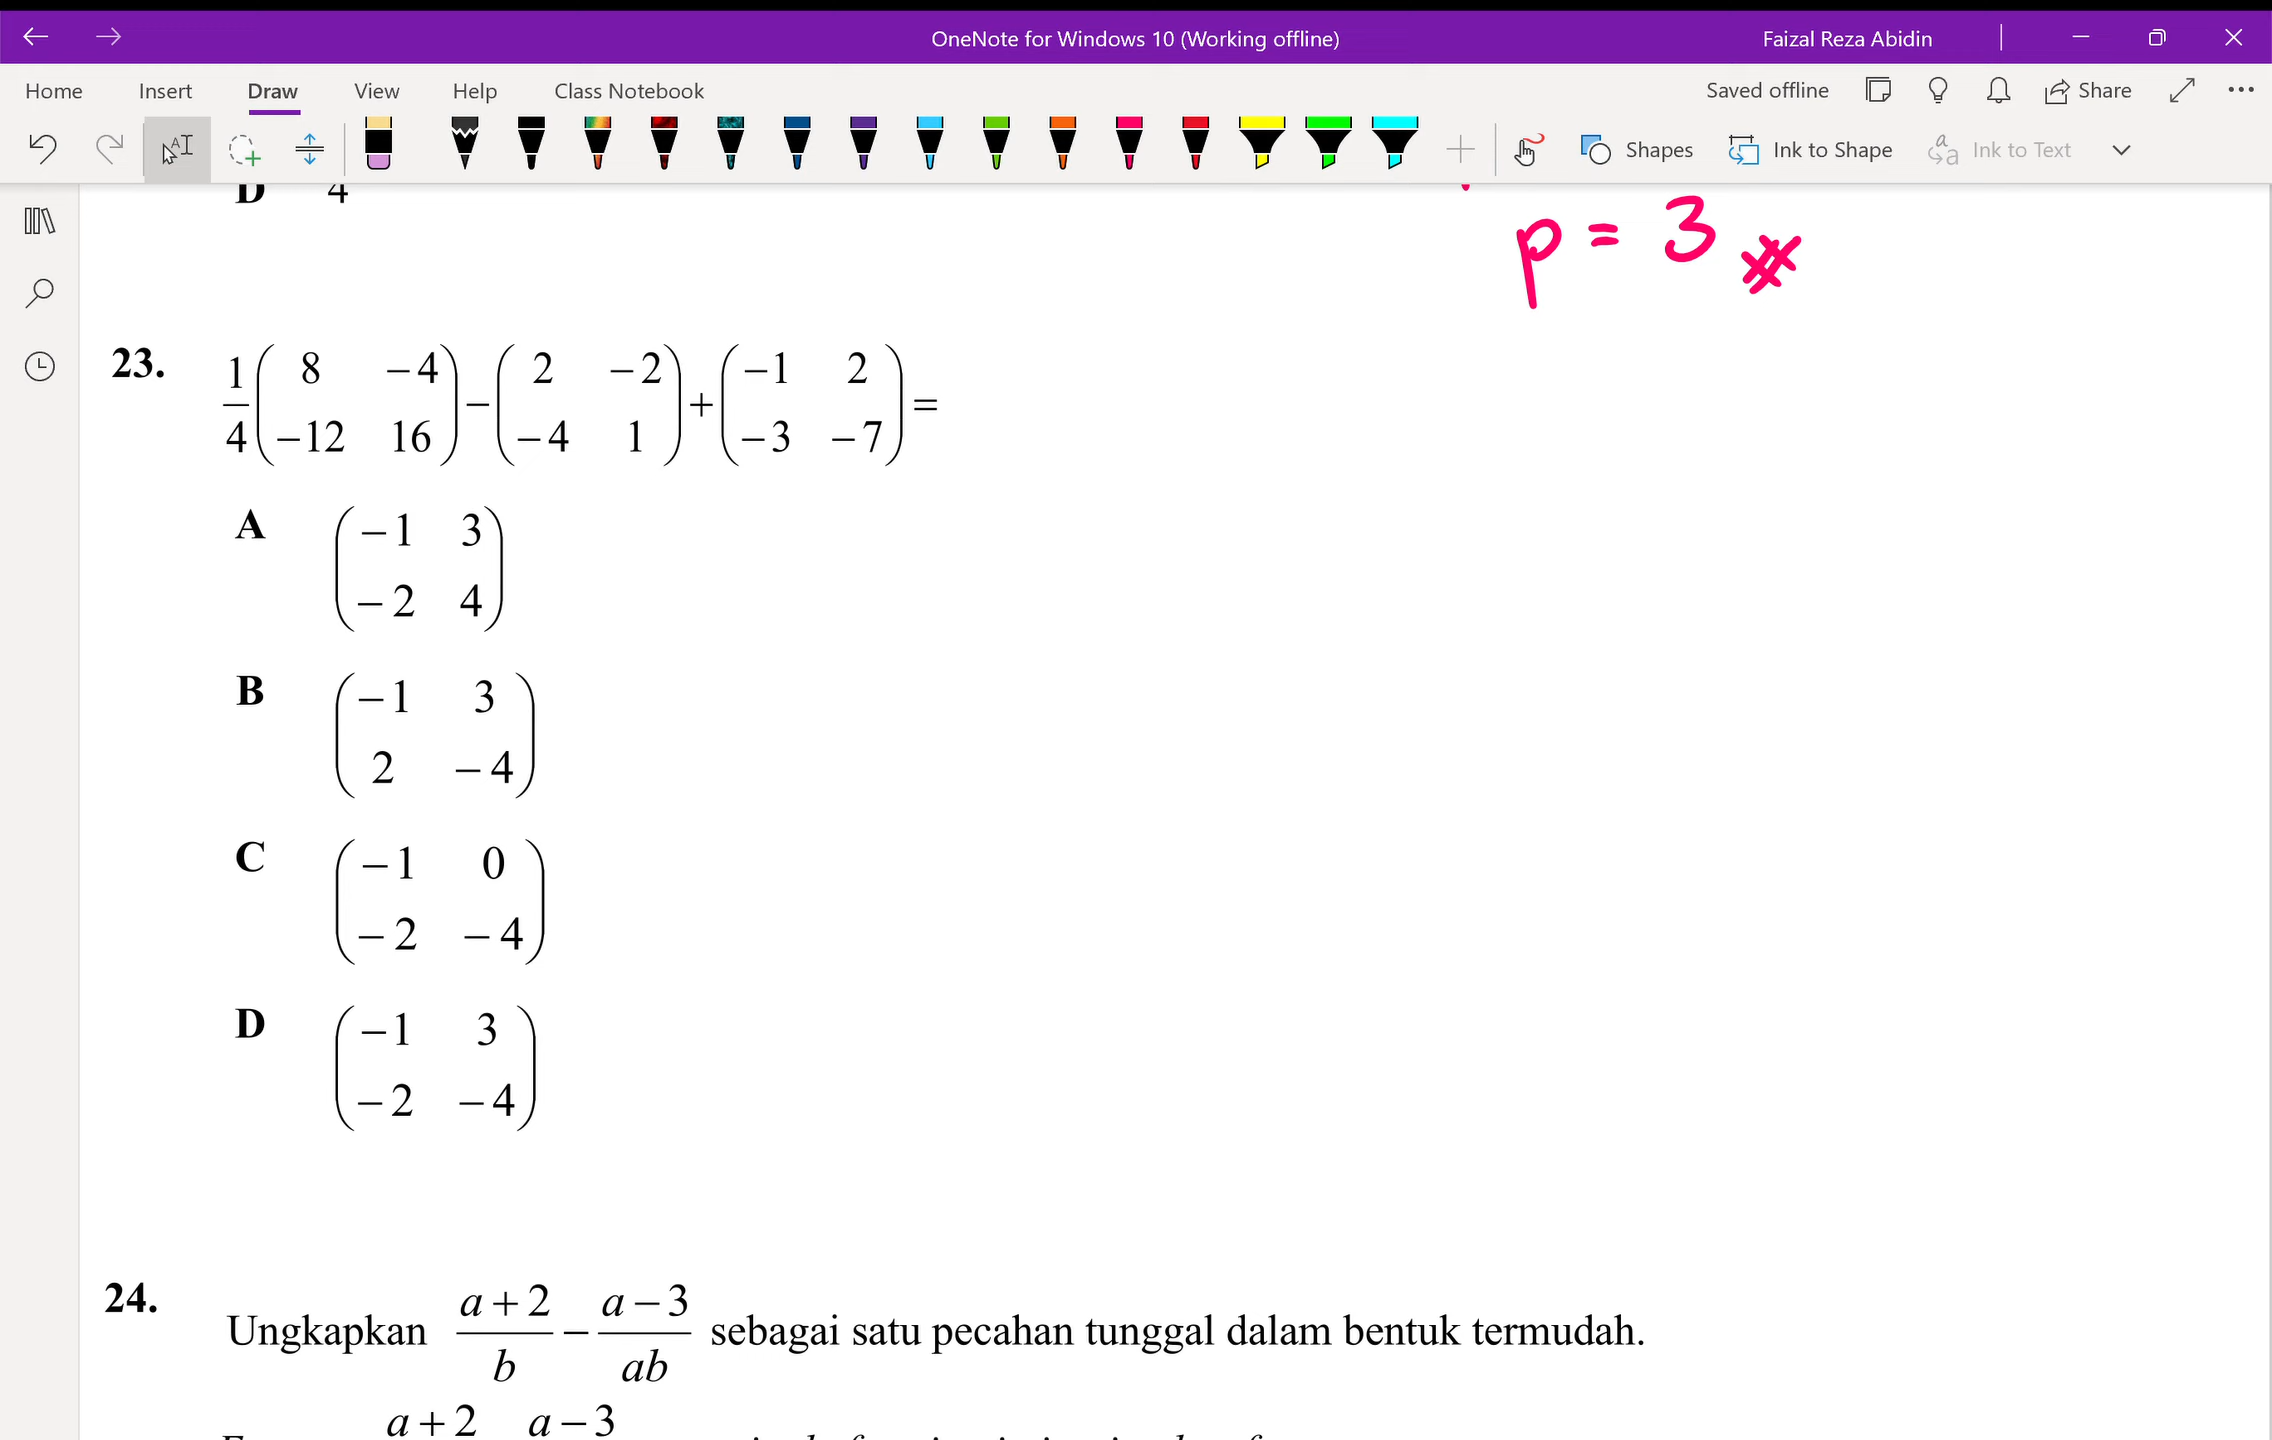 OneNote for Windows 10 (Working offline) Faizal Reza Abidin
Home Insert Draw View Help Class Notebook Saved offline Share
Shapes Ink to Shape Ink to Text
D 4
p = 3 #
23. 1/4 ( 8 −4 ; −12 16 ) − ( 2 −2 ; −4 1 ) + ( −1 2 ; −3 −7 ) =
A ( −1 3 ; −2 4 )
B ( −1 3 ; 2 −4 )
C ( −1 0 ; −2 −4 )
D ( −1 3 ; −2 −4 )
24. Ungkapkan (a + 2)/b − (a − 3)/ab sebagai satu pecahan tunggal dalam bentuk termudah.
a + 2 a − 3